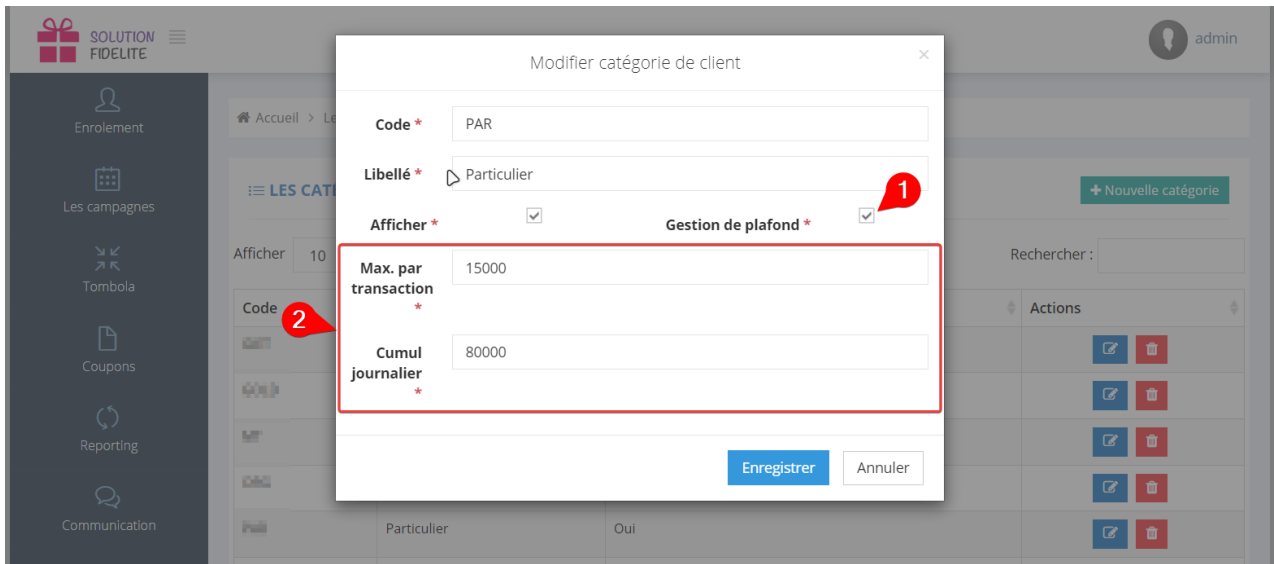 SOLUTION
FIDELITE
admin
Modifier catégorie de client
×
Enrolement
Accueil > Le
Code * PAR
Libellé * Particulier
1
Les campagnes
LES CATÉ
+ Nouvelle catégorie
Afficher *
Gestion de plafond *
Afficher 10
Rechercher :
Max. par
transaction
*
15000
Tombola
Code
2
Actions
Cumul
journalier
*
80000
Coupons
Reporting
Enregistrer
Annuler
Communication
Particulier
Oui